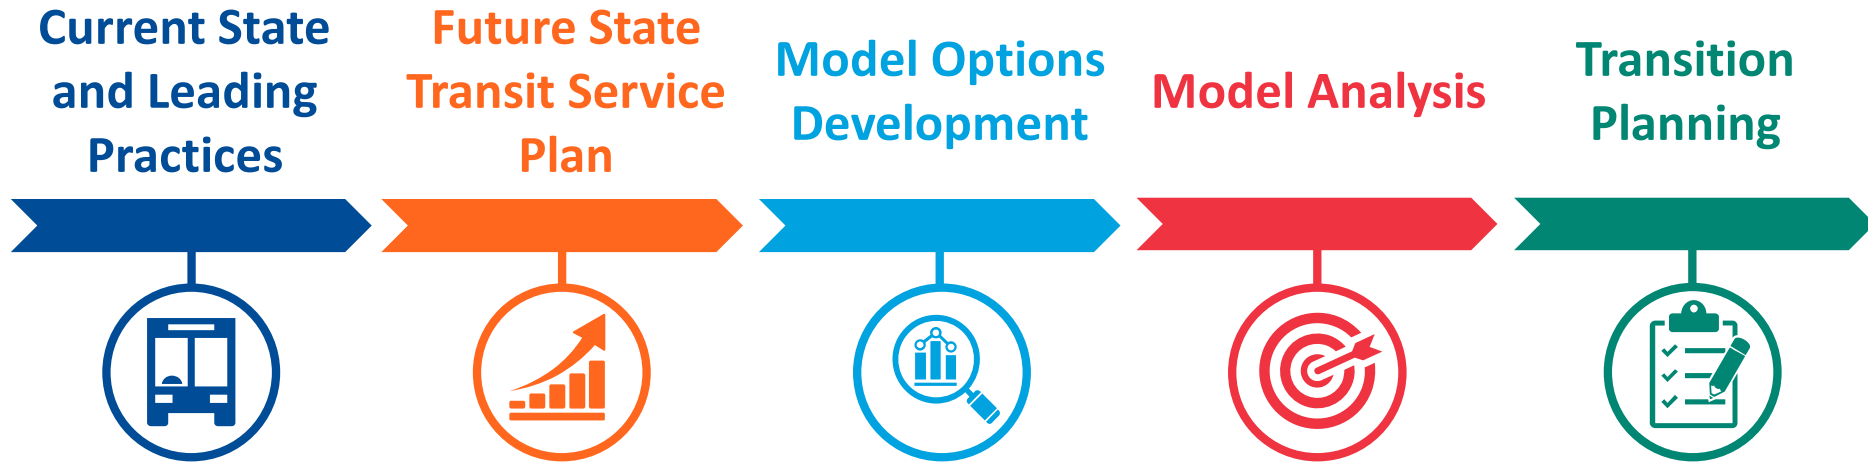 Current State
and Leading
Practices
Future State
Transit Service
Plan
Model Options
Development
Model Analysis
Transition
Planning